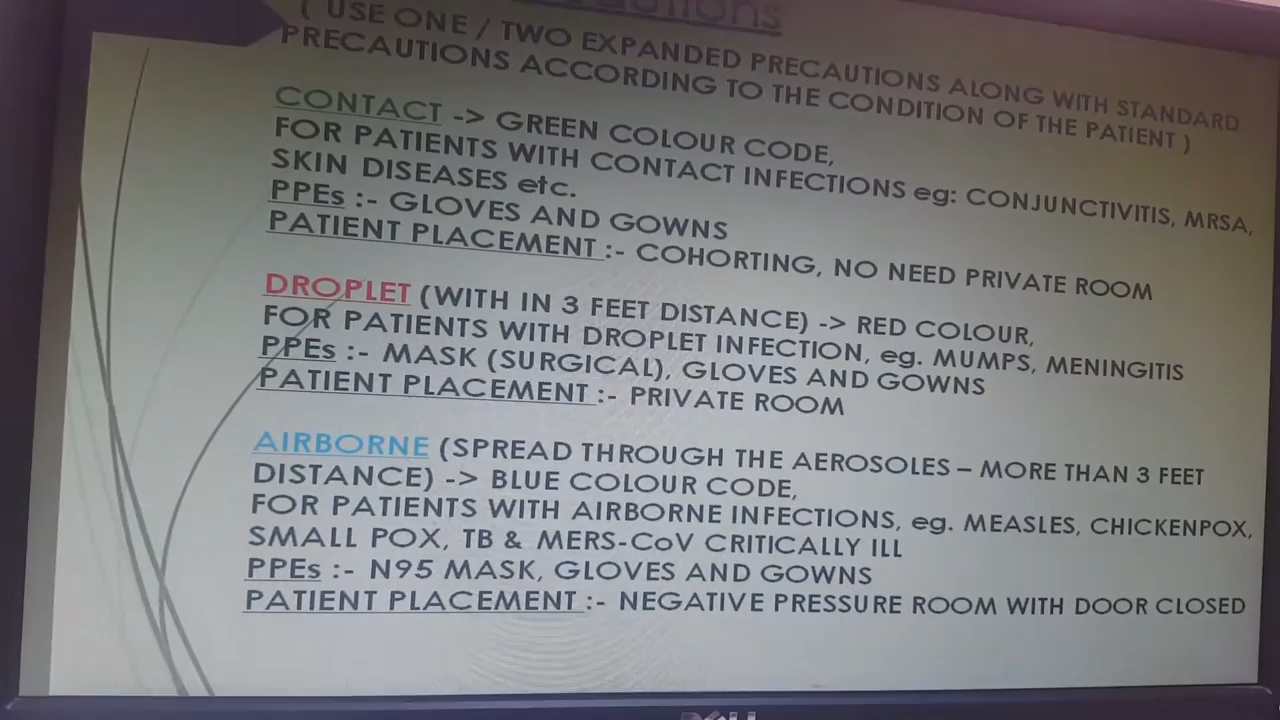 ( USE ONE / TWO EXPANDED PRECAUTIONS ALONG WITH STANDARD
PRECAUTIONS ACCORDING TO THE CONDITION OF THE PATIENT )
CONTACT -> GREEN COLOUR CODE,
FOR PATIENTS WITH CONTACT INFECTIONS eg: CONJUNCTIVITIS, MRSA,
SKIN DISEASES etc.
PPEs :- GLOVES AND GOWNS
PATIENT PLACEMENT :- COHORTING, NO NEED PRIVATE ROOM
DROPLET (WITH IN 3 FEET DISTANCE) -> RED COLOUR,
FOR PATIENTS WITH DROPLET INFECTION, eg. MUMPS, MENINGITIS
PPEs :- MASK (SURGICAL), GLOVES AND GOWNS
PATIENT PLACEMENT :- PRIVATE ROOM
AIRBORNE (SPREAD THROUGH THE AEROSOLES – MORE THAN 3 FEET
DISTANCE) -> BLUE COLOUR CODE,
FOR PATIENTS WITH AIRBORNE INFECTIONS, eg. MEASLES, CHICKENPOX,
SMALL POX, TB & MERS-CoV CRITICALLY ILL
PPEs :- N95 MASK, GLOVES AND GOWNS
PATIENT PLACEMENT :- NEGATIVE PRESSURE ROOM WITH DOOR CLOSED
DELL